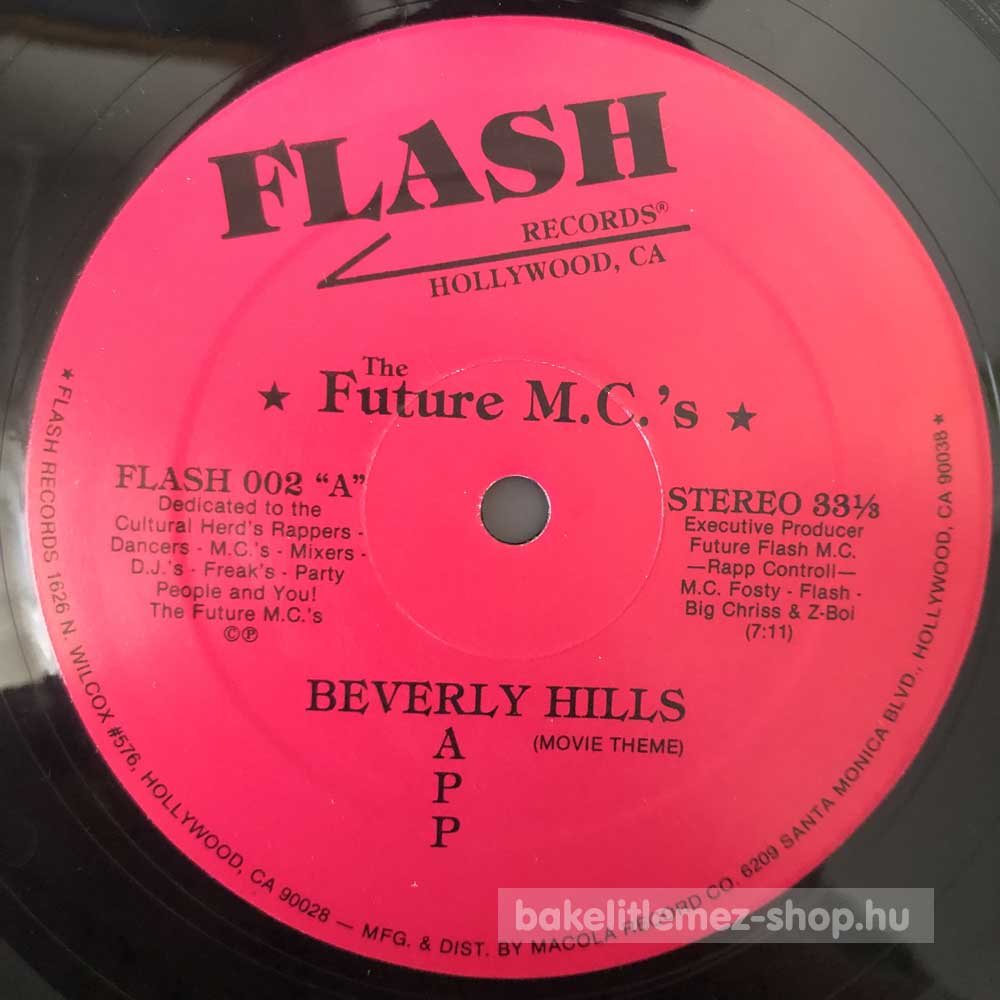 FLASH
RECORDS®
HOLLYWOOD, CA
The
★ Future M.C.'s ★
FLASH 002 "A"
Dedicated to the
Cultural Herd's Rappers -
Dancers - M.C.'s - Mixers -
D.J.'s - Freak's - Party
People and You!
The Future M.C.'s
©℗
STEREO 33⅓
Executive Producer
Future Flash M.C.
—Rapp Controll—
M.C. Fosty - Flash -
Big Chriss & Z-Boi
(7:11)
BEVERLY HILLS
A
P
P
(MOVIE THEME)
★ FLASH RECORDS 1626 N. WILCOX #576, HOLLYWOOD, CA 90028 — MFG. & DIST. BY MACOLA RECORD CO. 6209 SANTA MONICA BLVD., HOLLYWOOD, CA 90038 ★
bakelitlemez-shop.hu